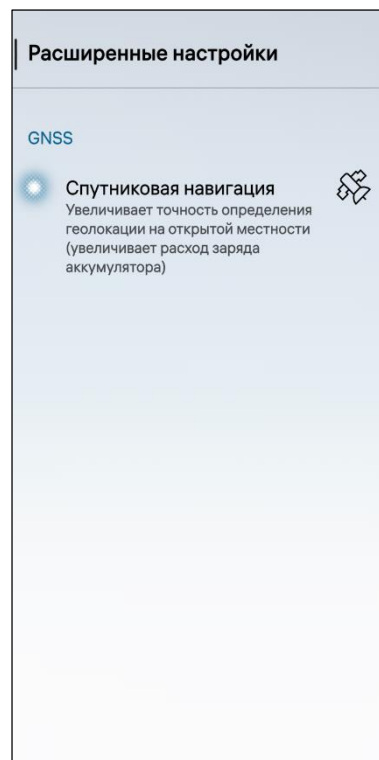 Расширенные настройки
GNSS
Спутниковая навигация
Увеличивает точность определения
геолокации на открытой местности
(увеличивает расход заряда
аккумулятора)